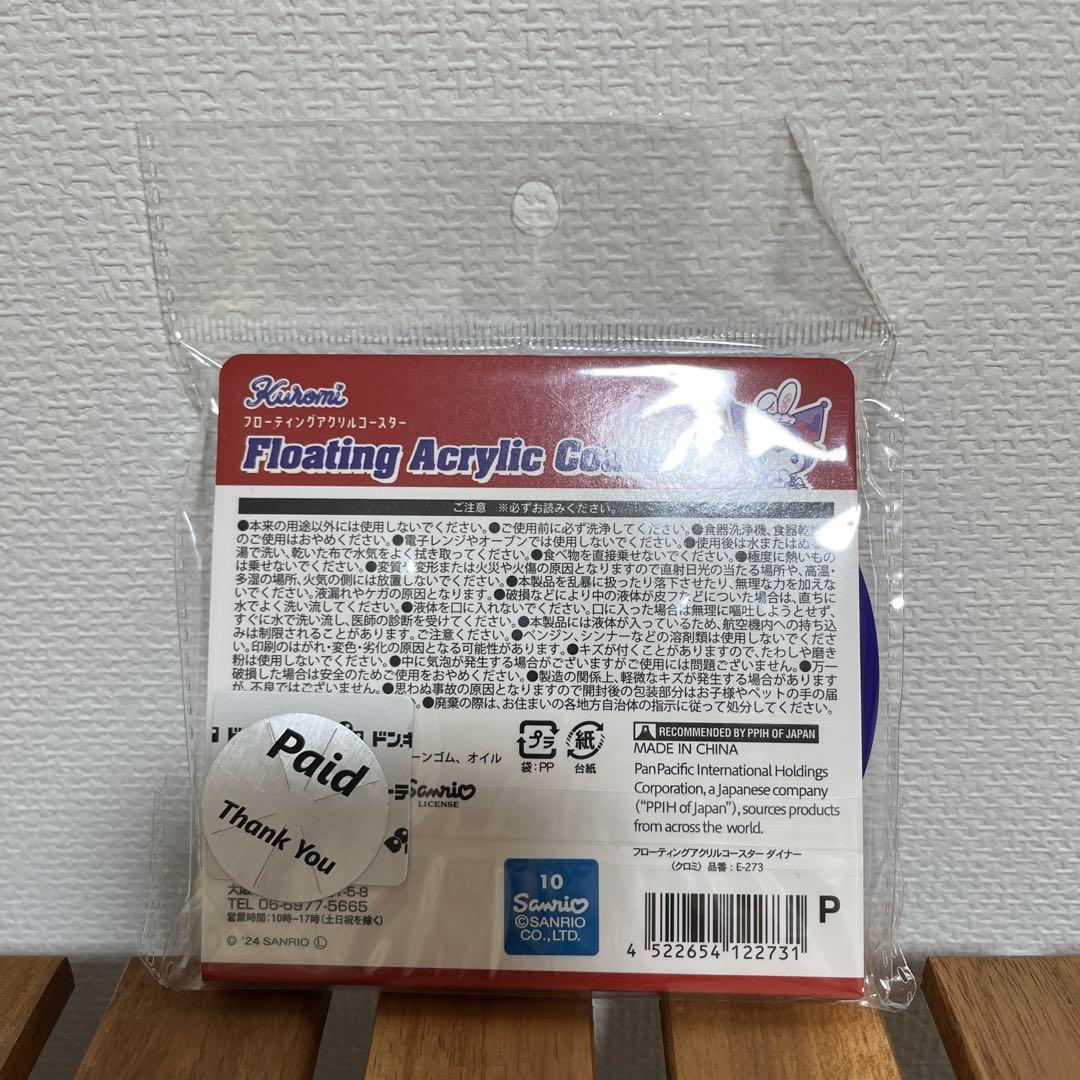 Kuromi
フローティングアクリルコースター
Floating Acrylic
ご注意 ※必ずお読みください。
●本来の用途以外には使用しないでください。●ご使用前に必ず洗浄してください。●食器洗浄機、食器乾
のご使用はおやめください。●電子レンジやオーブンでは使用しないでください。●使用後は水またはぬる
湯で洗い、乾いた布で水気をよく拭き取ってください。●食べ物を直接乗せないでください。●極度に熱いもの
は乗せないでください。●変質や変形または火災や火傷の原因となりますので直射日光の当たる場所や、高温・
多湿の場所、火気の側には放置しないでください。●本製品を乱暴に扱ったり落下させたり、無理な力を加えな
いでください。液漏れやケガの原因となります。●破損などにより中の液体が皮フなどについた場合は、直ちに
水でよく洗い流してください。●液体を口に入れないでください。口に入った場合は無理に嘔吐しようとせず、
すぐに水で洗い流し、医師の診断を受けてください。●本製品には液体が入っているため、航空機内への持ち込
みは制限されることがあります。ご注意ください。●ベンジン、シンナーなどの溶剤類は使用しないでくださ
い。印刷のはがれ・変色・劣化の原因となる可能性があります。●キズが付くことがありますので、たわしや磨き
粉は使用しないでください。●中に気泡が発生する場合がございますがご使用には問題ございません。●万一
破損した場合は安全のためご使用をおやめください。●製造の関係上、軽微なキズが発生する場合があります
が、不良ではございません。●思わぬ事故の原因となりますので開封後の包装部分はお子様やペットの手の届
●廃棄の際は、お住まいの各地方自治体の指示に従って処分してください。
ドンキ
Paid
Thank You
ーンゴム、オイル
Sanrio
LICENSE
プラ
袋:PP
紙
台紙
RECOMMENDED BY PPIH OF JAPAN
MADE IN CHINA
Pan Pacific International Holdings
Corporation, a Japanese company
("PPIH of Japan"), sources products
from across the world.
フローティングアクリルコースター ダイナー
〈クロミ〉 品番:E-273
5-8
TEL 06-6977-5665
営業時間:10時~17時(土日祝を除く)
© '24 SANRIO Ⓛ
10
Sanrio
©SANRIO
CO.,LTD.
4 522654 122731
P